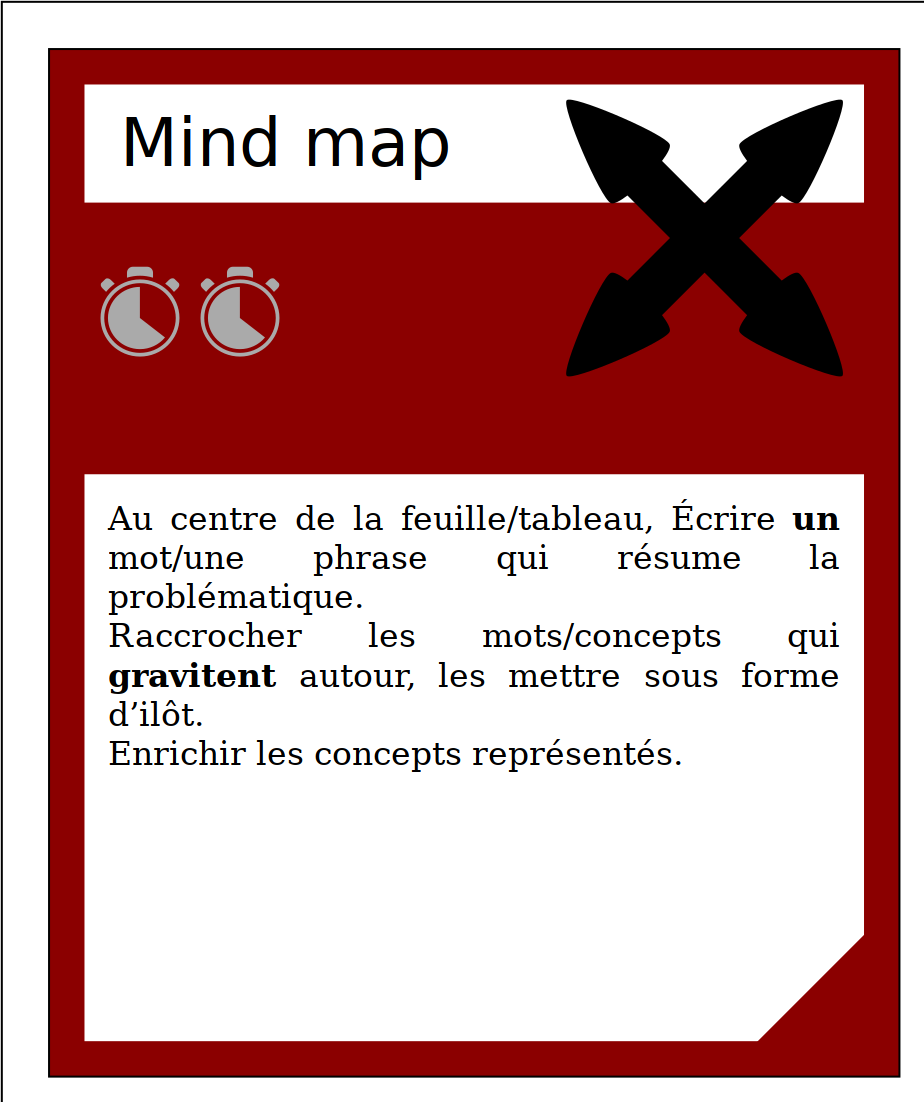 Mind map
Au centre de la feuille/tableau, Écrire un
mot/une phrase qui résume la
problématique.
Raccrocher les mots/concepts qui
gravitent autour, les mettre sous forme
d’ilôt.
Enrichir les concepts représentés.